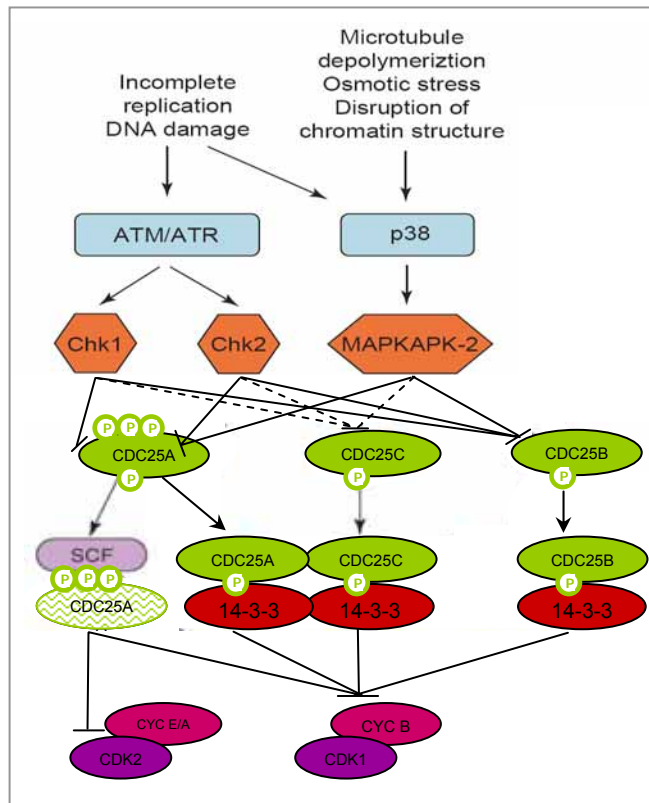 Microtubule
depolymeriztion
Osmotic stress
Disruption of
chromatin structure
Incomplete
replication
DNA damage
ATM/ATR
p38
Chk1
Chk2
MAPKAPK-2
P P P
CDC25A
P
CDC25C
P
CDC25B
P
SCF
P P P
CDC25A
CDC25A
P
14-3-3
CDC25C
P
14-3-3
CDC25B
P
14-3-3
CYC E/A
CDK2
CYC B
CDK1